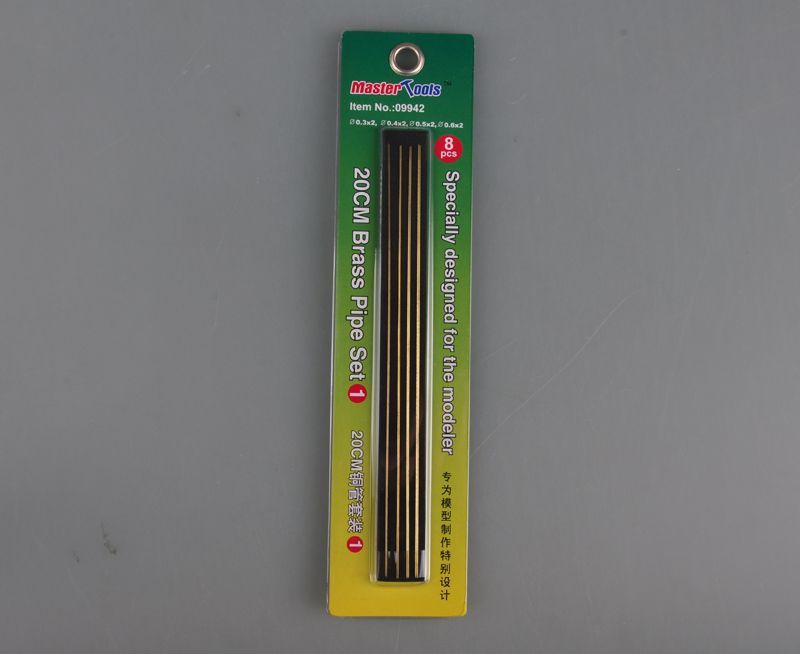 Master Tools™
Item No.:09942
Ø0.3x2, Ø0.4x2, Ø0.5x2, Ø0.6x2
8
pcs
Specially designed for the modeler
专为模型制作特别设计
20CM Brass Pipe Set 1
20CM铜管套装 1